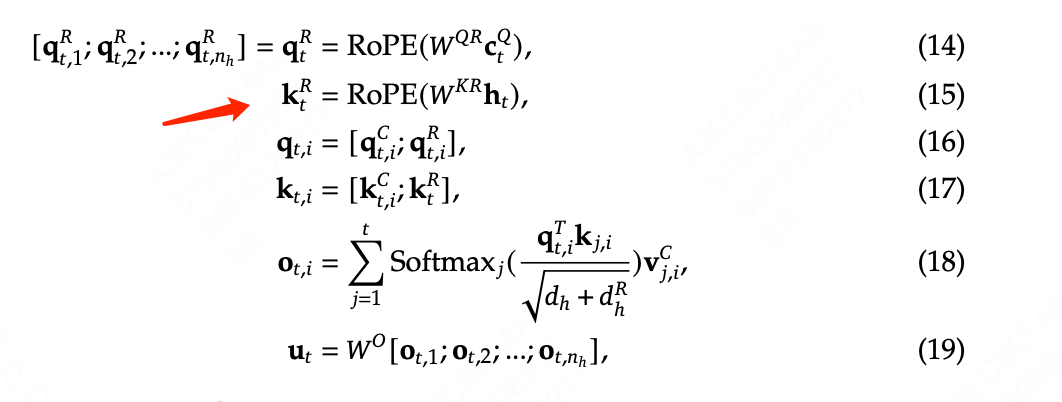 [q^R_{t,1}; q^R_{t,2}; ...; q^R_{t,n_h}] = q^R_t = RoPE(W^{QR} c^Q_t), (14)
k^R_t = RoPE(W^{KR} h_t), (15)
q_{t,i} = [q^C_{t,i}; q^R_{t,i}], (16)
k_{t,i} = [k^C_{t,i}; k^R_t], (17)
o_{t,i} = \sum_{j=1}^{t} Softmax_j(\frac{q^T_{t,i} k_{j,i}}{\sqrt{d_h + d^R_h}}) v^C_{j,i}, (18)
u_t = W^O [o_{t,1}; o_{t,2}; ...; o_{t,n_h}], (19)